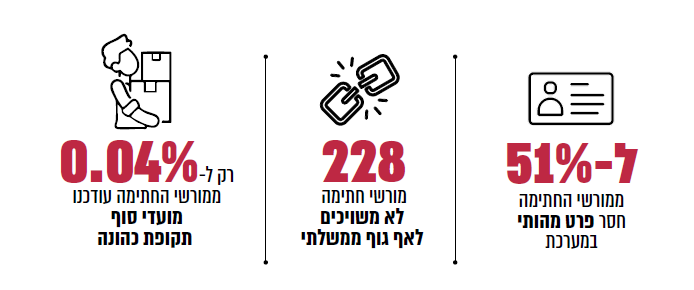 ל-51%
ממורשי החתימה
חסר פרט מהותי
במערכת
228
מורשי חתימה
לא משויכים
לאף גוף ממשלתי
רק ל-0.04%
ממורשי החתימה עודכנו
מועדי סוף
תקופת כהונה